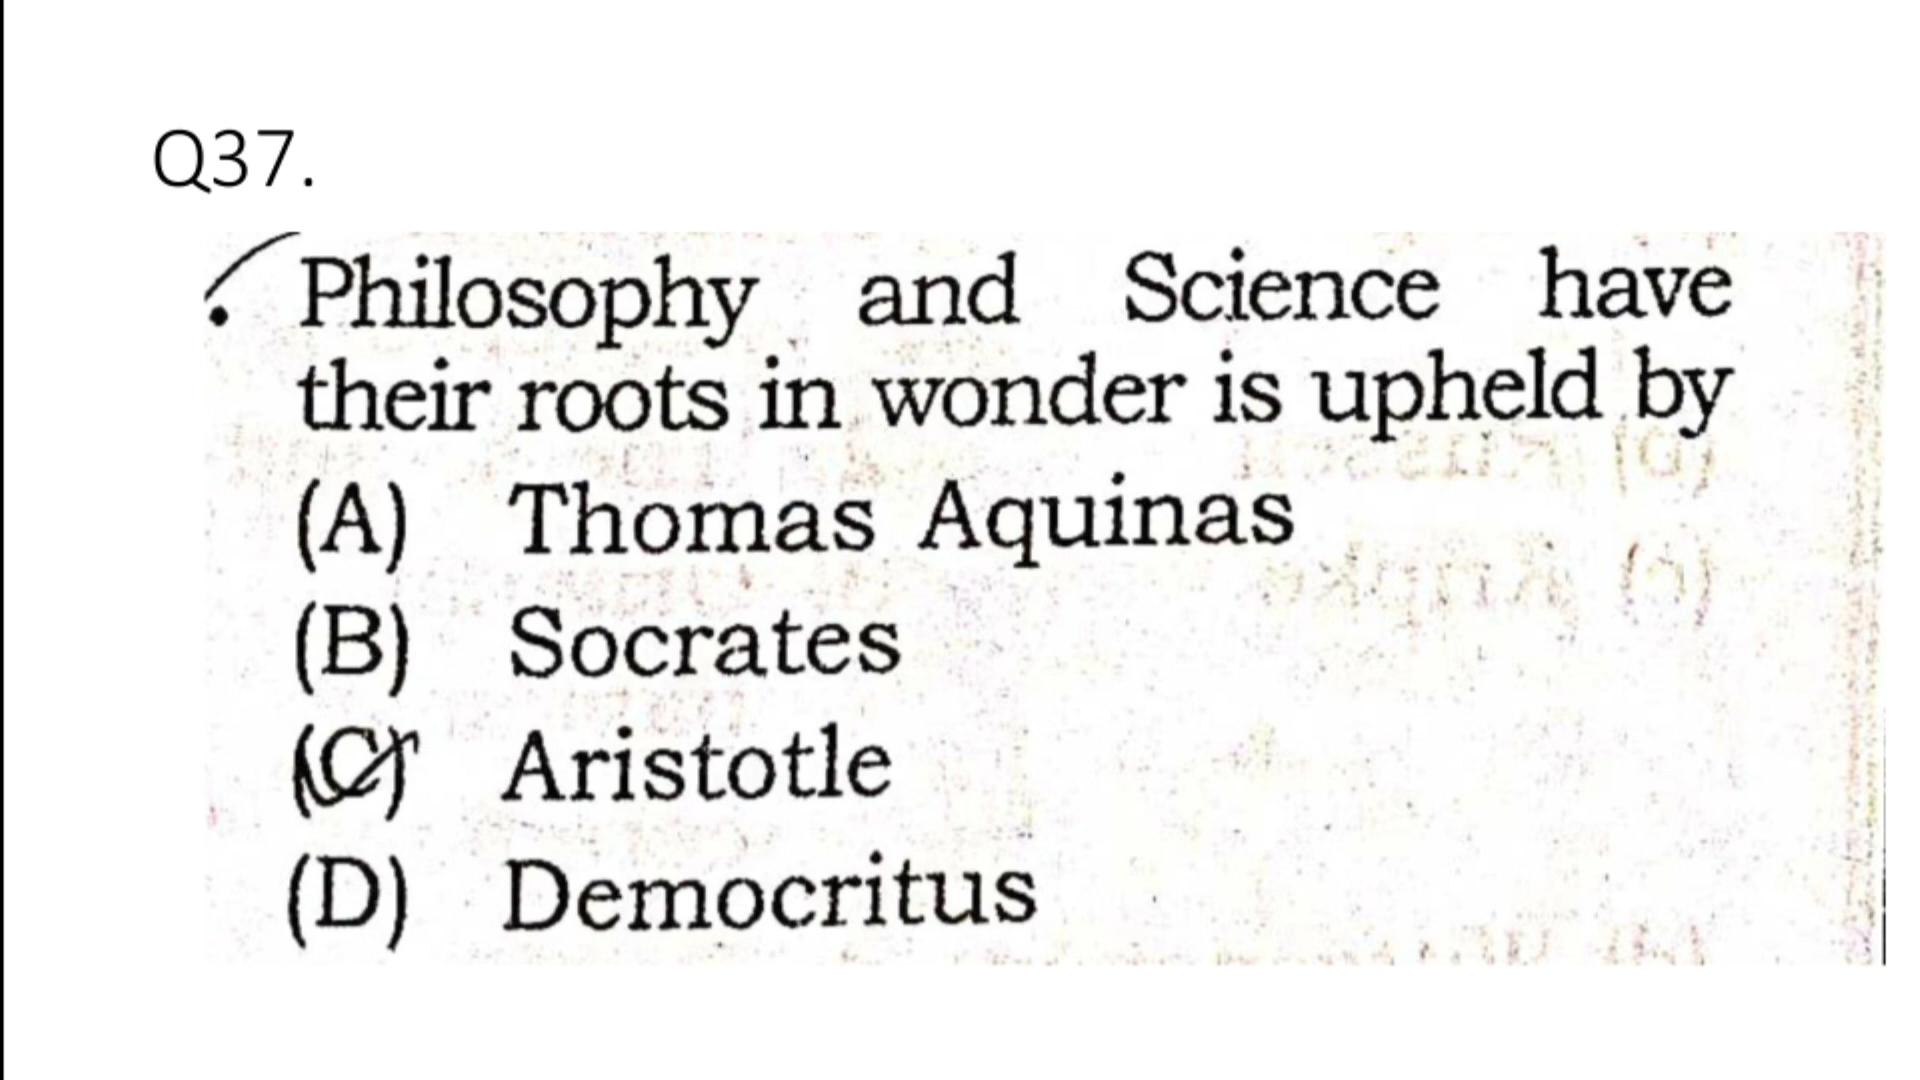 Q37.
. Philosophy and Science have
their roots in wonder is upheld by
(A) Thomas Aquinas
(B) Socrates
(C) Aristotle
(D) Democritus